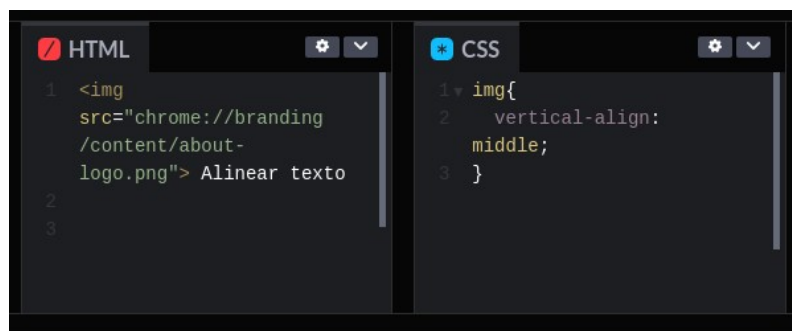 HTML
1 <img
src="chrome://branding
/content/about-
logo.png"> Alinear texto
2
3
CSS
1 img{
2 vertical-align:
middle;
3 }